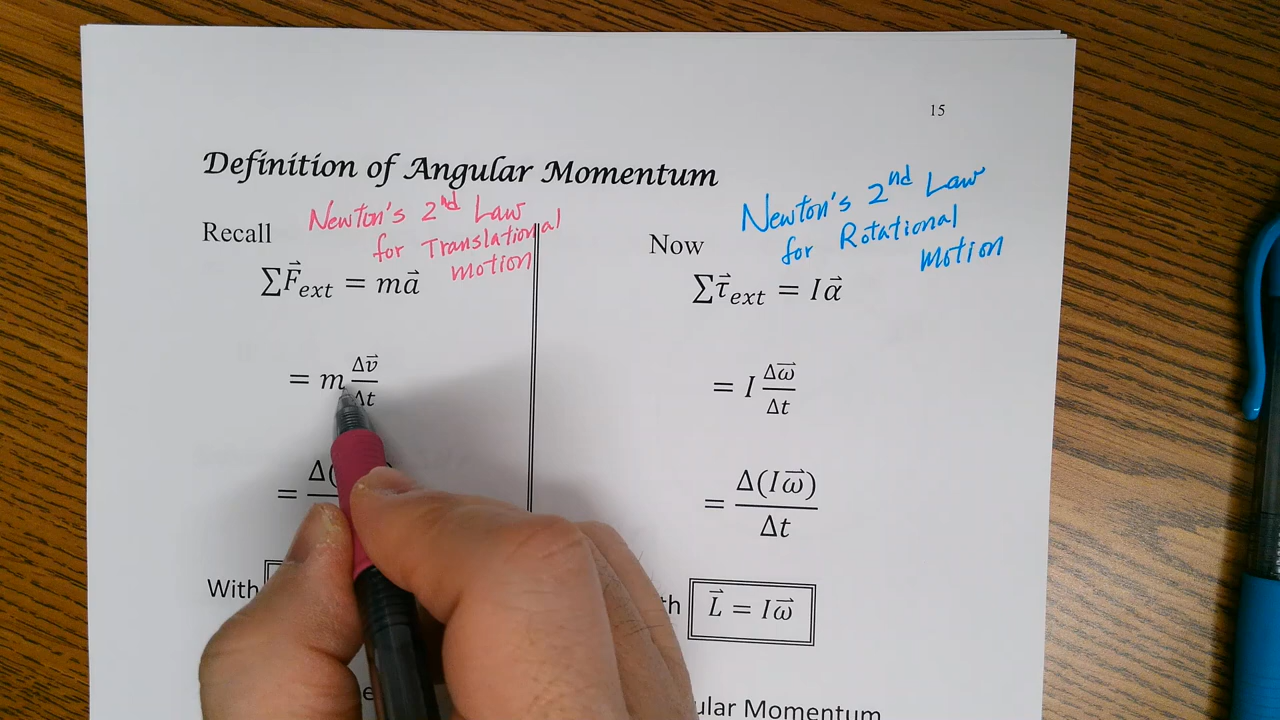 15
Definition of Angular Momentum
Recall
Newton's 2nd Law
for Translational
motion
∑F⃗ext = ma⃗
= m Δv⃗/Δt
= Δ(
With
Now
Newton's 2nd Law
for Rotational
Motion
∑τ⃗ext = Iα⃗
= I Δω⃗/Δt
= Δ(Iω⃗)/Δt
L⃗ = Iω⃗
Momentum